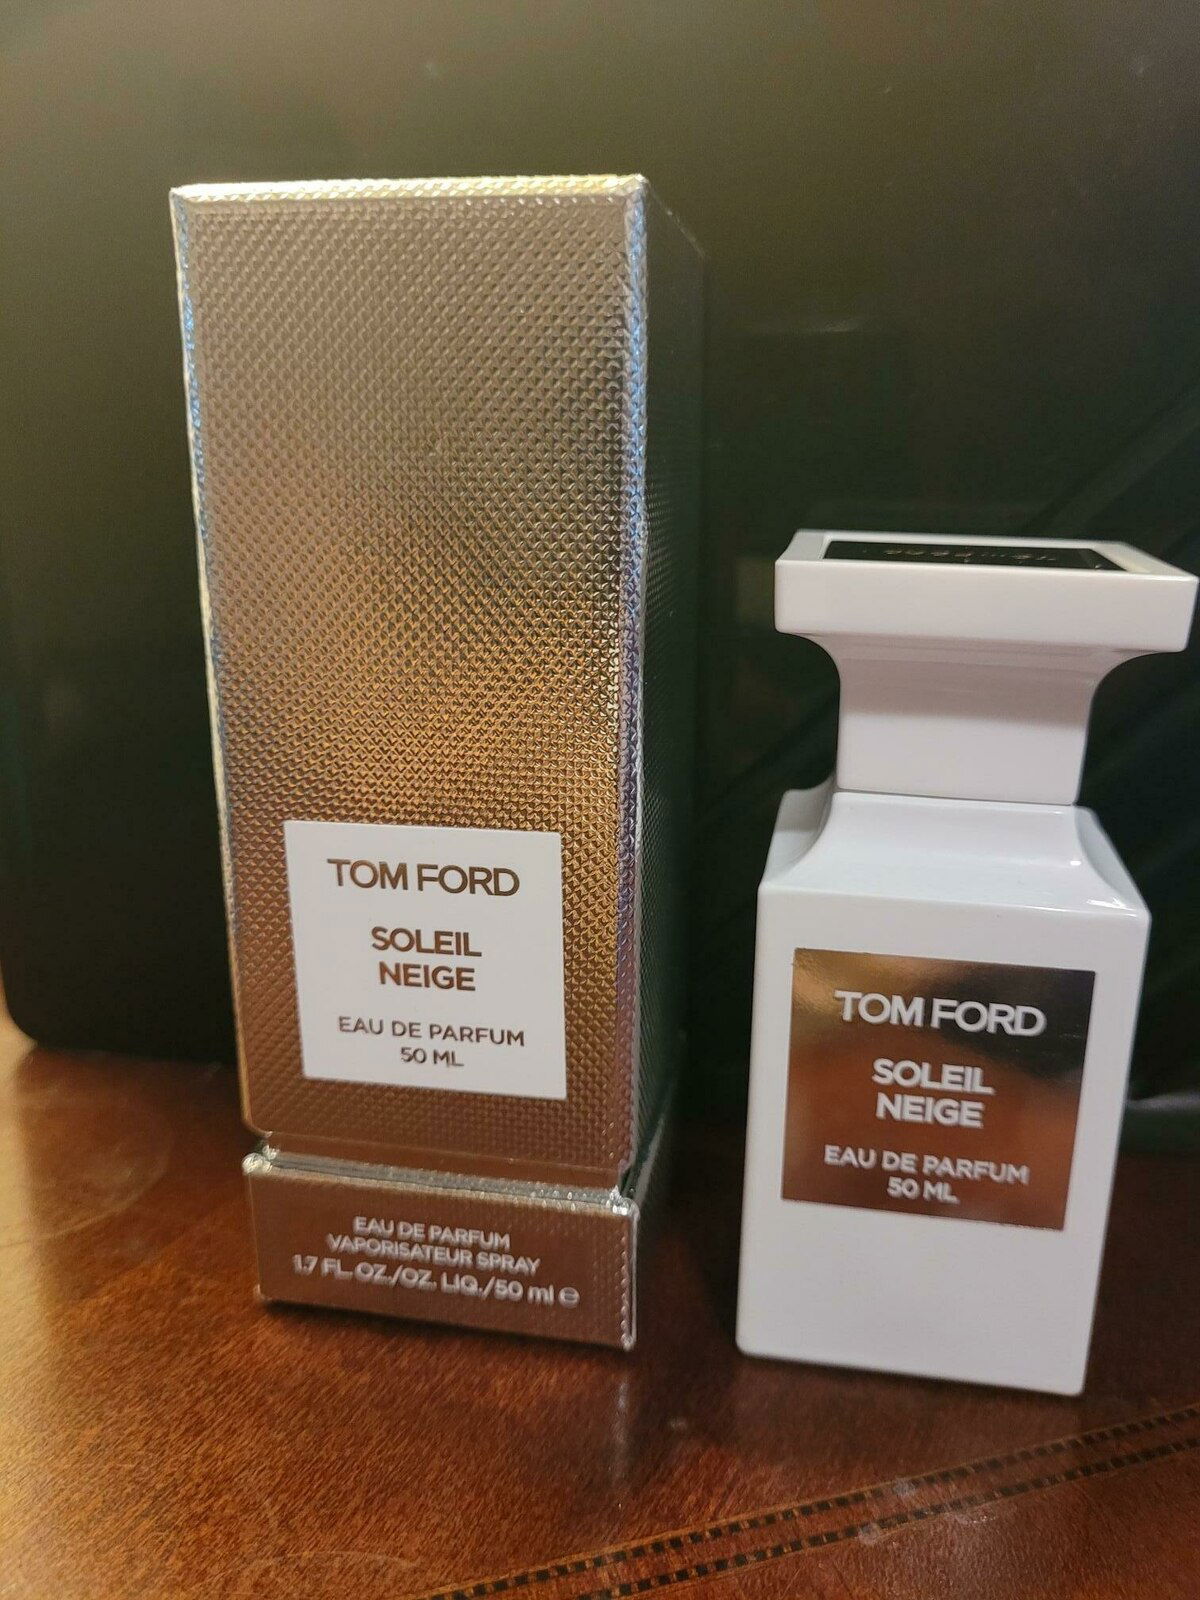 TOM FORD
SOLEIL
NEIGE
EAU DE PARFUM
50 ML
EAU DE PARFUM
VAPORISATEUR SPRAY
1.7 FL. OZ./OZ. LIQ./50 ml ℮
TOM FORD
SOLEIL
NEIGE
EAU DE PARFUM
50 ML